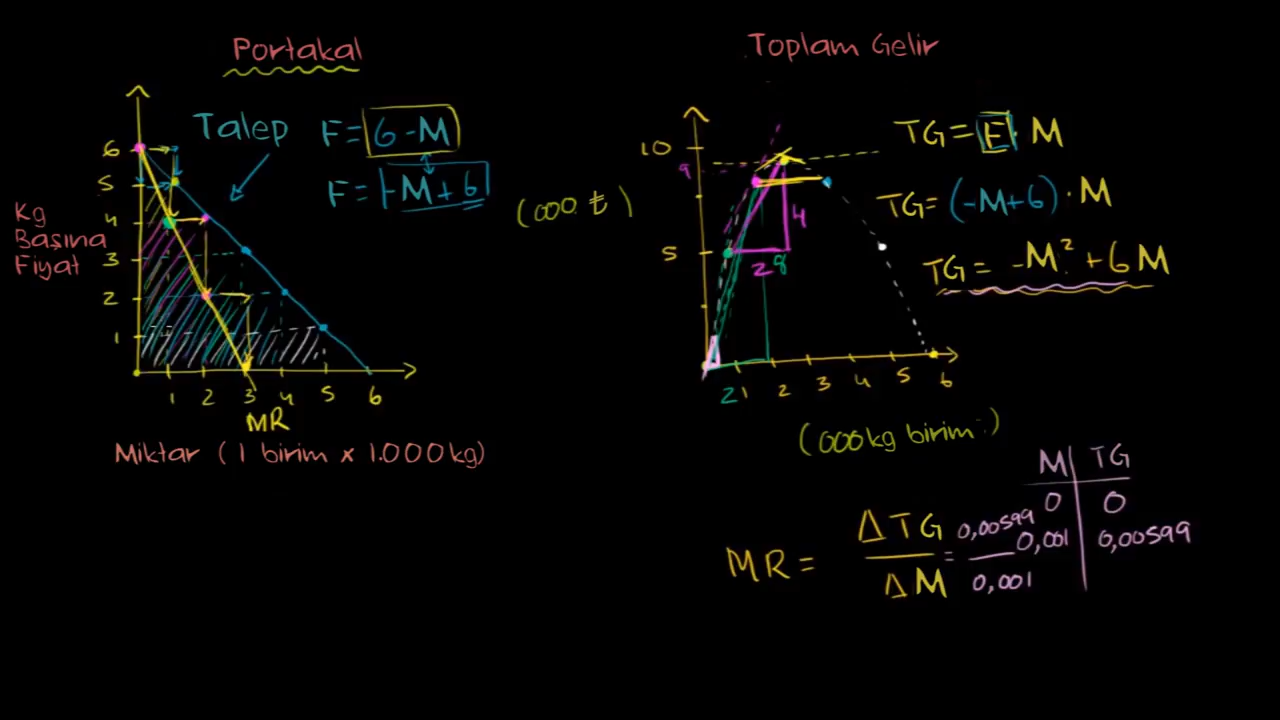 Portakal
Toplam Gelir
Talep
F = 6 - M
F = -M + 6
TG = F · M
TG = (-M+6) · M
TG = -M² + 6M
Kg
Başına
Fiyat
6
5
4
3
2
1
1 2 3 4 5 6
MR
Miktar (1 birim x 1.000kg)
(000 ₺)
10
9
5
4
2 8
2 1 2 3 4 5 6
(000kg birim)
M TG
0 0
0,001 0,00599
MR = ΔTG / ΔM = 0,00599 / 0,001